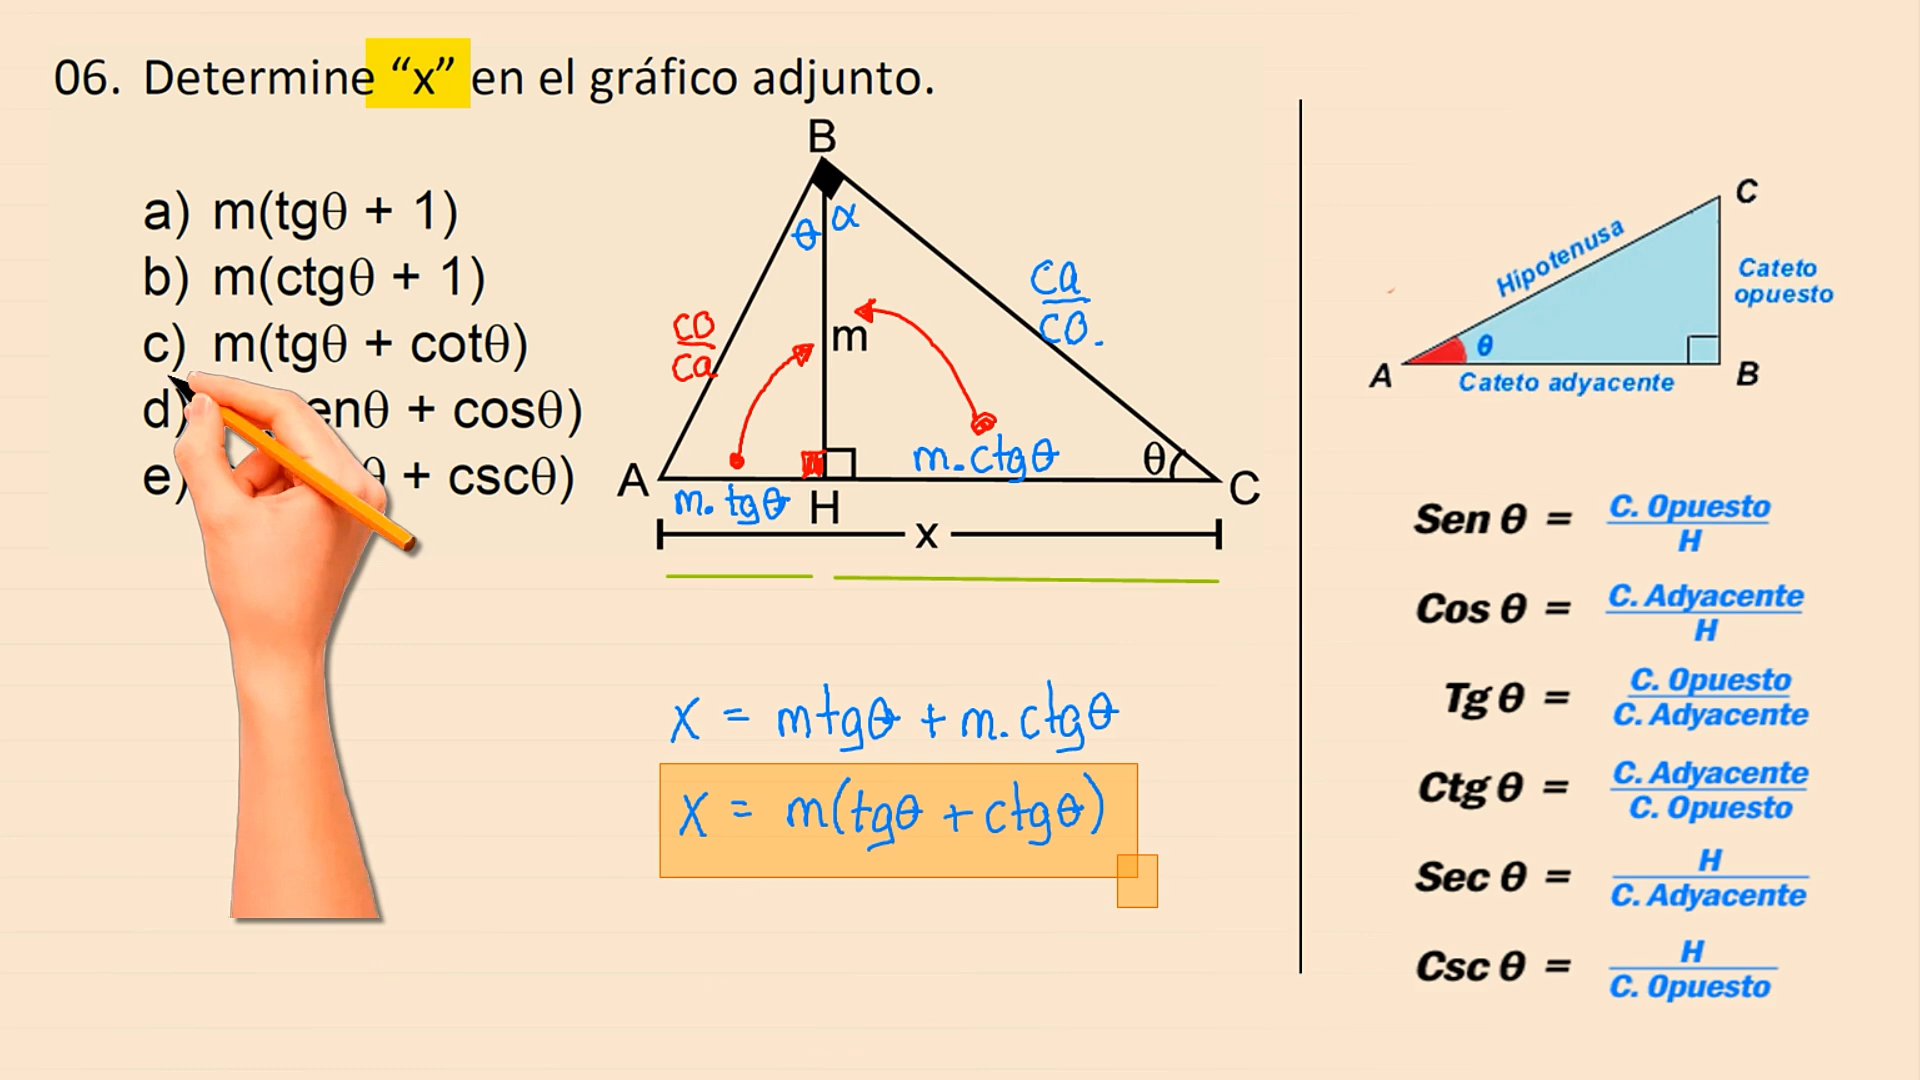 06. Determine “x” en el gráfico adjunto.
a) m(tgθ + 1)
b) m(ctgθ + 1)
c) m(tgθ + cotθ)
d) enθ + cosθ)
e) θ + cscθ)
B
θ α
m
co
ca
ca
co.
A
m. tgθ
H
m.ctgθ
θ
C
x
x = mtgθ + m.ctgθ
x = m(tgθ + ctgθ)
C
Hipotenusa
Cateto
opuesto
θ
A
B
Cateto adyacente
Sen θ = C. Opuesto
H
Cos θ = C. Adyacente
H
Tg θ = C. Opuesto
C. Adyacente
Ctg θ = C. Adyacente
C. Opuesto
Sec θ = H
C. Adyacente
Csc θ = H
C. Opuesto